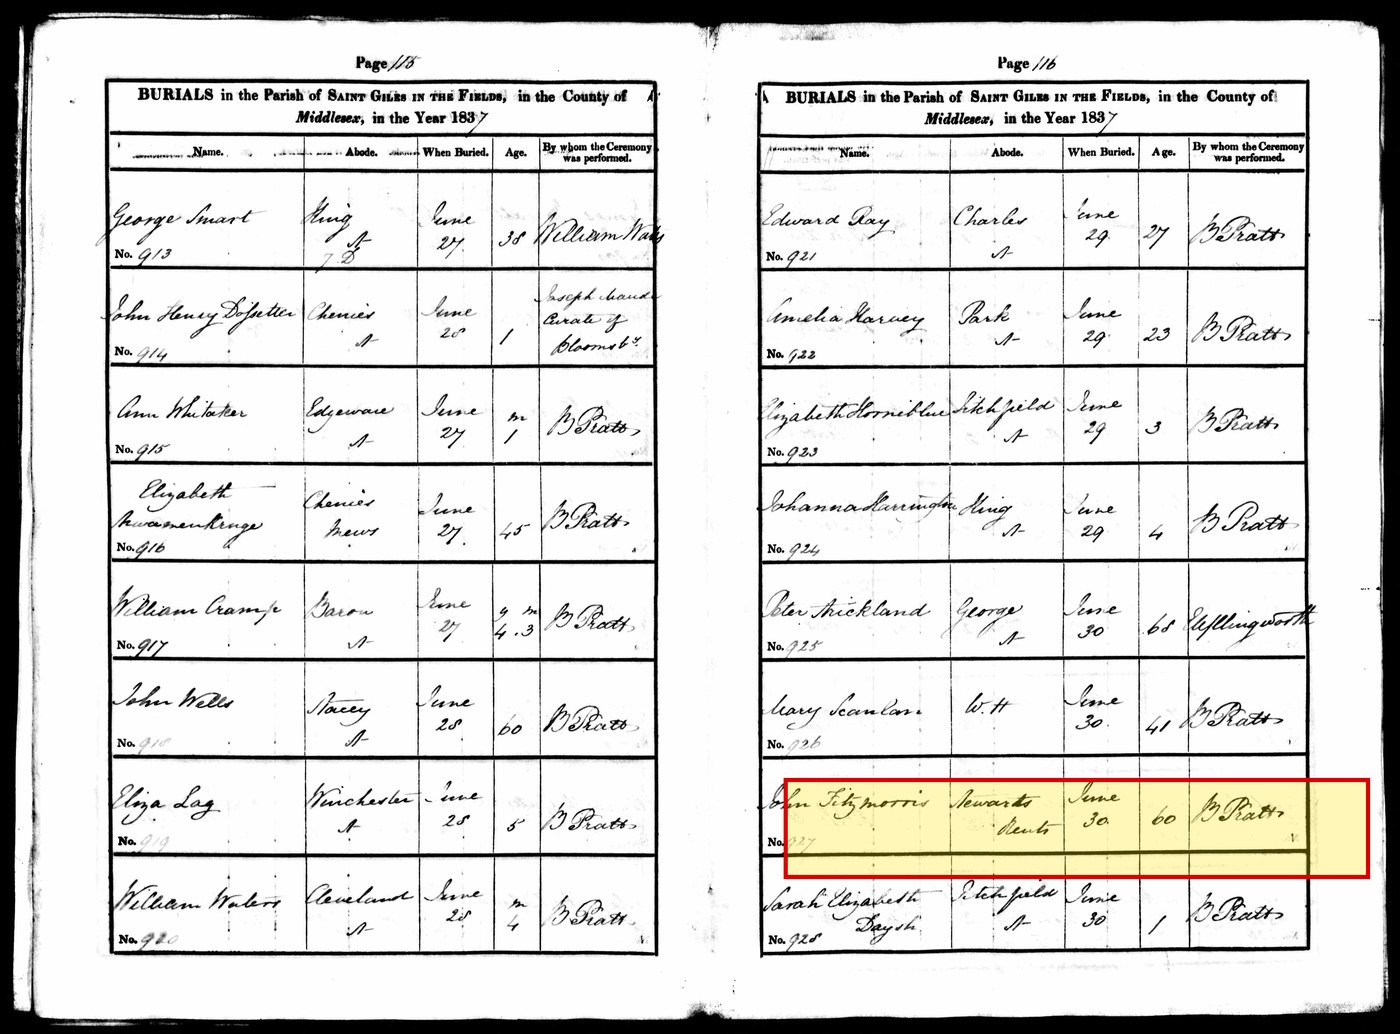 Page 115
BURIALS in the Parish of SAINT GILES IN THE FIELDS, in the County of
Middlesex, in the Year 1837
Name. Abode. When Buried. Age. By whom the Ceremony was performed.
George Smart King St 7 D June 27 38 William Watts
No. 913
John Henry Dossetter Chenies St June 28 1 Joseph Maude Curate of Bloomsby
No. 914
Ann Whitaker Edgeware St June 27 m 1 B Pratt
No. 915
Elizabeth Chenies Mews June 27 45 B Pratt
No. 916
William Cramp Baron St June 27 y m 4.3 B Pratt
No. 917
John Wells Stacey St June 28 60 B Pratt
No. 918
Eliza Lag Winchester St June 28 5 B Pratt
No. 919
William Waters Cleveland St June 28 m 4 B Pratt
No. 920
Page 116
BURIALS in the Parish of SAINT GILES IN THE FIELDS, in the County of
Middlesex, in the Year 1837
Name. Abode. When Buried. Age. By whom the Ceremony was performed.
Edward Ray Charles St June 29 27 B Pratt
No. 921
Amelia Harvey Park St June 29 23 B Pratt
No. 922
Elizabeth Horniblue Litchfield St June 29 3 B Pratt
No. 923
Johanna Harrington King St June 29 4 B Pratt
No. 924
Peter Strickland George St June 30 68 E Illingworth
No. 925
Mary Scanlan W.H June 30 41 B Pratt
No. 926
John Fitzmorris Stewards Rents June 30 60 B Pratt
No. 927
Sarah Elizabeth Daysh Litchfield St June 30 1 B Pratt
No. 928